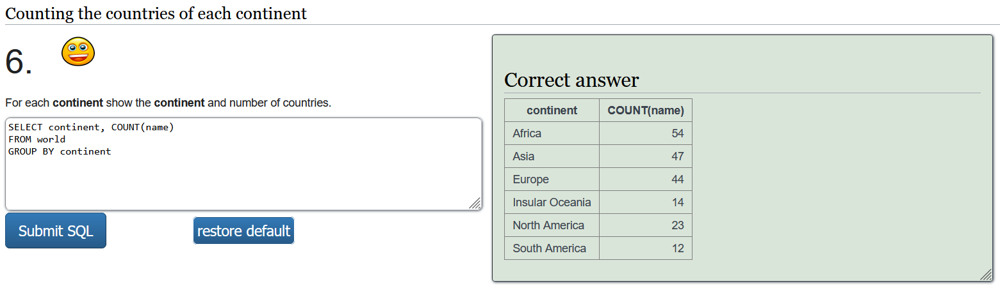 Counting the countries of each continent
6.
For each continent show the continent and number of countries.
SELECT continent, COUNT(name)
FROM world
GROUP BY continent
Submit SQL
restore default
Correct answer
continent COUNT(name)
Africa 54
Asia 47
Europe 44
Insular Oceania 14
North America 23
South America 12